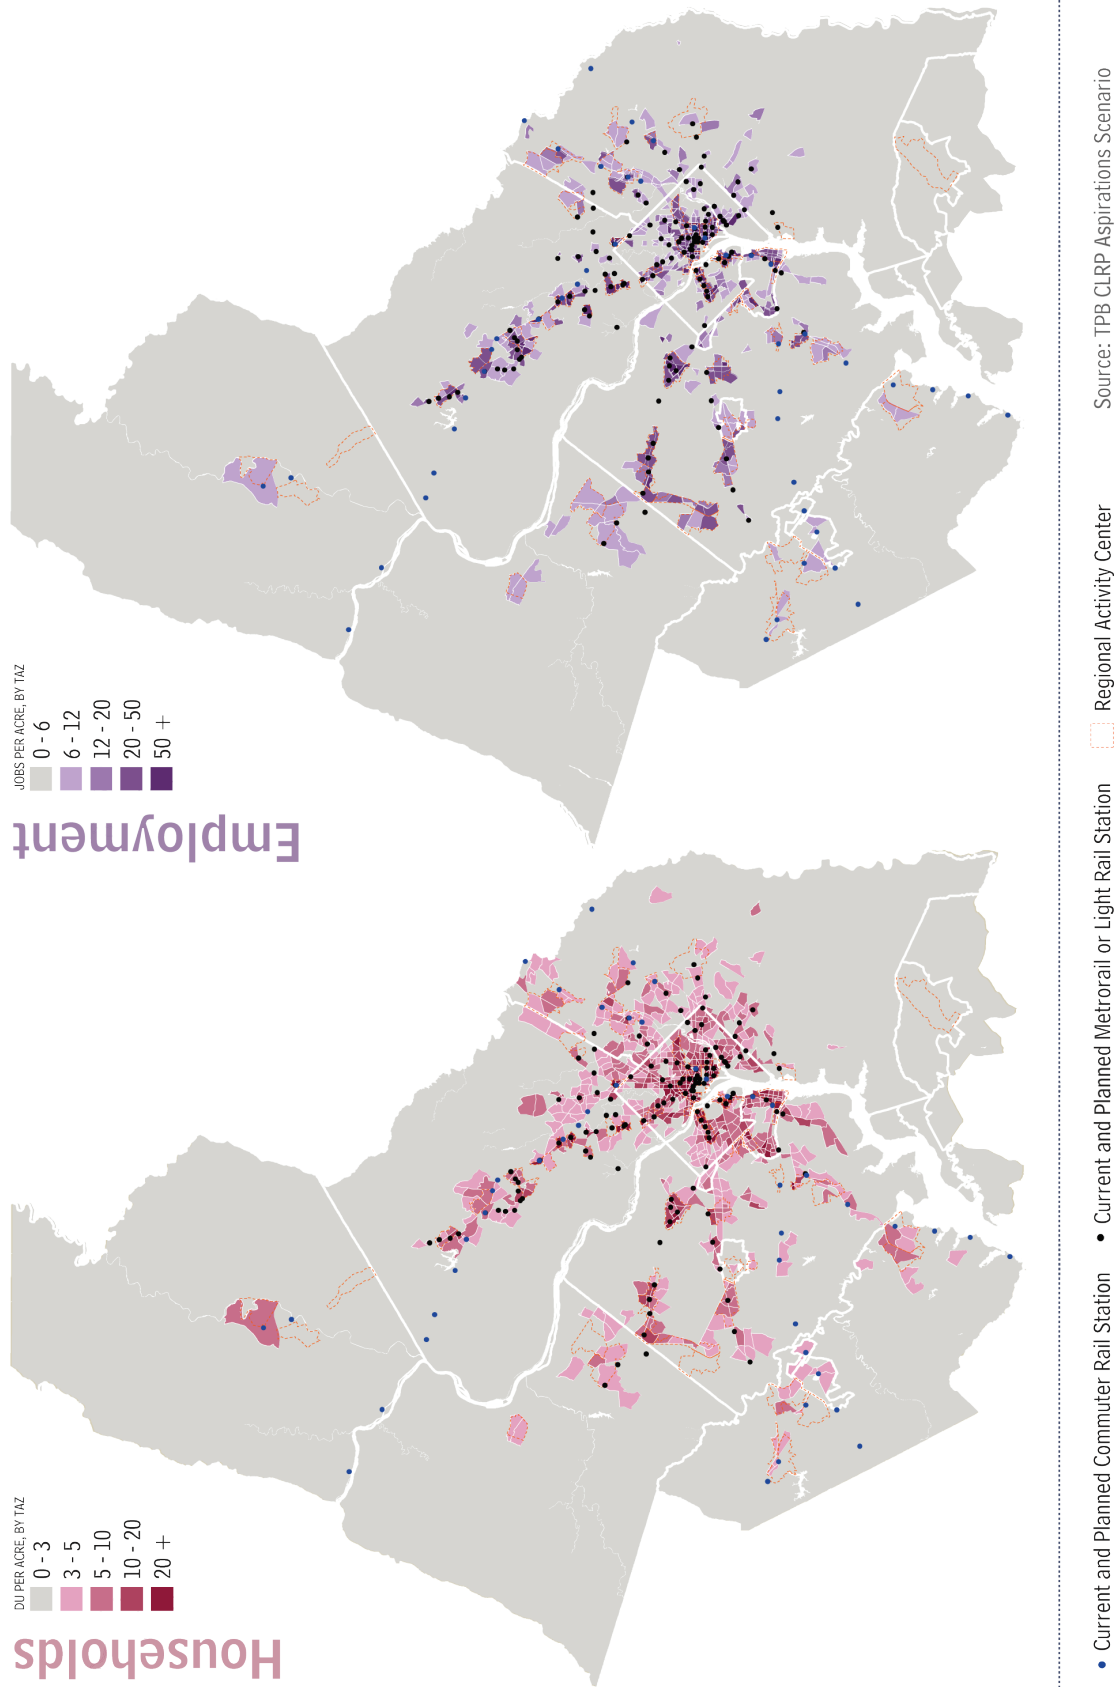 Households
DU PER ACRE, BY TAZ
0 - 3
3 - 5
5 - 10
10 - 20
20 +
Employment
JOBS PER ACRE, BY TAZ
0 - 6
6 - 12
12 - 20
20 - 50
50 +
Current and Planned Commuter Rail Station
Current and Planned Metrorail or Light Rail Station
Regional Activity Center
Source: TPB CLRP Aspirations Scenario